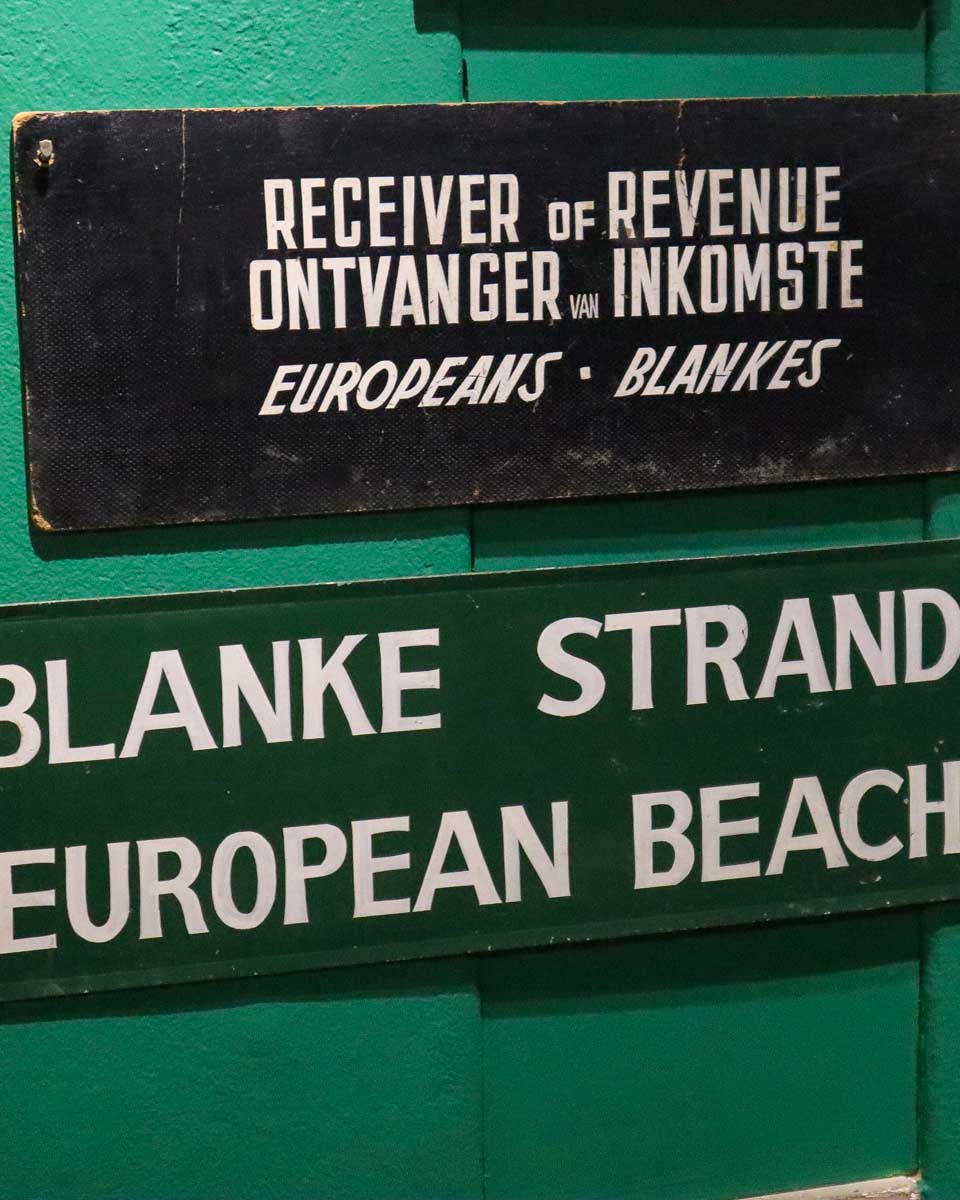 RECEIVER OF REVENUE
ONTVANGER VAN INKOMSTE
EUROPEANS · BLANKES
BLANKE STRAND
EUROPEAN BEACH